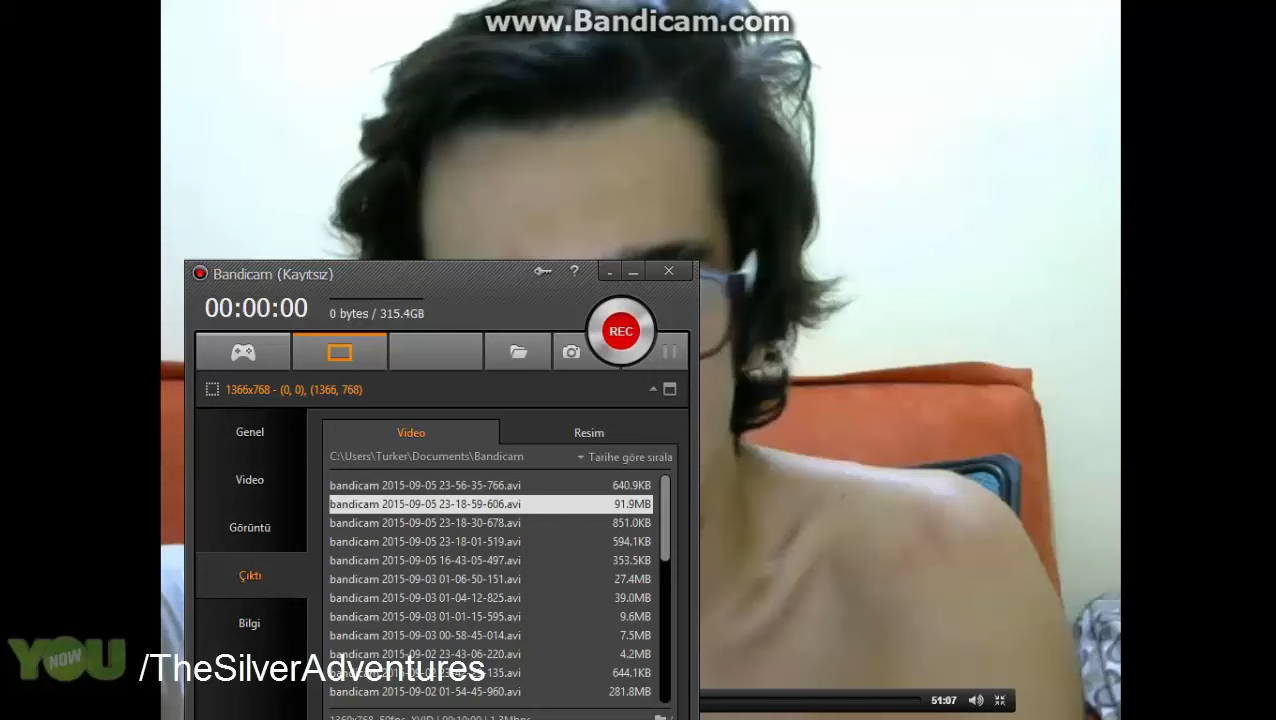 www.Bandicam.com
Bandicam (Kayıtsız)
?
00:00:00
0 bytes / 315.4GB
REC
1366x768 - (0, 0), (1366, 768)
Genel
Video
Görüntü
Çıktı
Bilgi
Video
Resim
C:\Users\Turker\Documents\Bandicam
Tarihe göre sırala
bandicam 2015-09-05 23-56-35-766.avi 640.9KB
bandicam 2015-09-05 23-18-59-606.avi 91.9MB
bandicam 2015-09-05 23-18-30-678.avi 851.0KB
bandicam 2015-09-05 23-18-01-519.avi 594.1KB
bandicam 2015-09-05 16-43-05-497.avi 353.5KB
bandicam 2015-09-03 01-06-50-151.avi 27.4MB
bandicam 2015-09-03 01-04-12-825.avi 39.0MB
bandicam 2015-09-03 01-01-15-595.avi 9.6MB
bandicam 2015-09-03 00-58-45-014.avi 7.5MB
bandicam 2015-09-02 23-43-06-220.avi 4.2MB
644.1KB
bandicam 2015-09-02 01-54-45-960.avi 281.8MB
51:07
YOU NOW /TheSilverAdventures